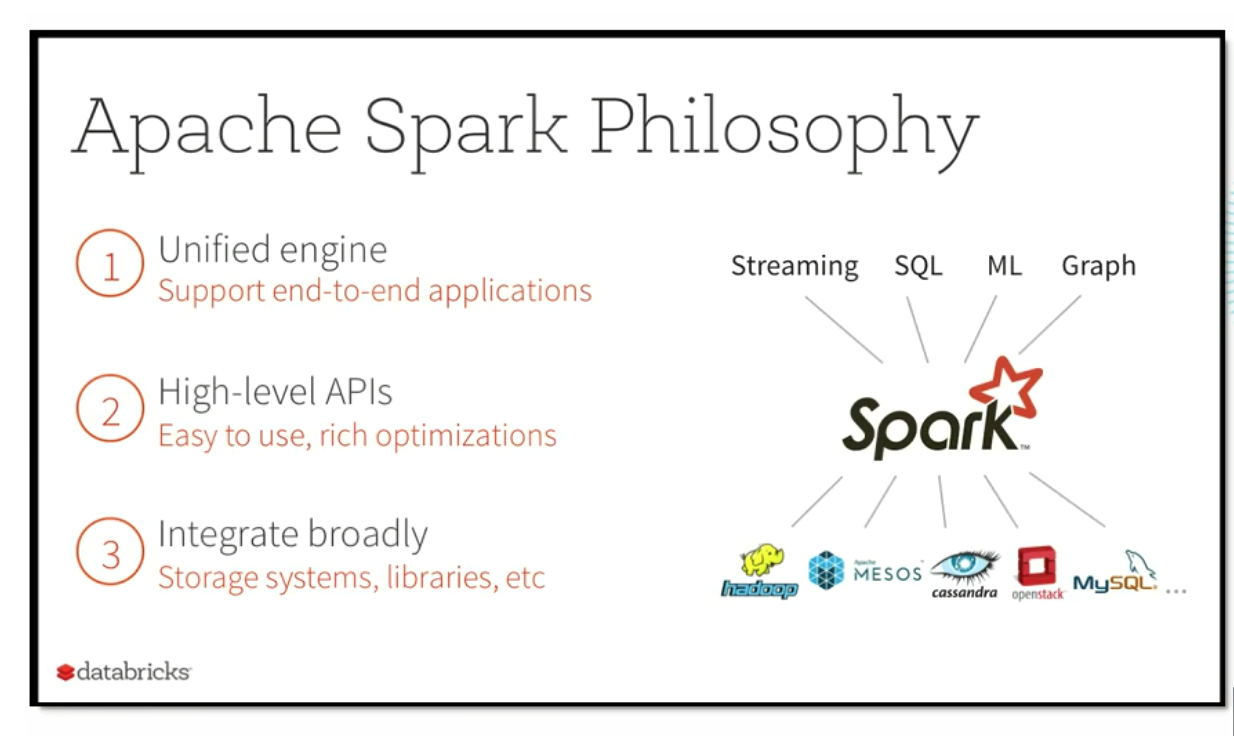 Apache Spark Philosophy
1
Unified engine
Support end-to-end applications
2
High-level APIs
Easy to use, rich optimizations
3
Integrate broadly
Storage systems, libraries, etc
Streaming SQL ML Graph
Spark™
hadoop
Apache
MESOS™
cassandra
openstack
MySQL®
...
databricks